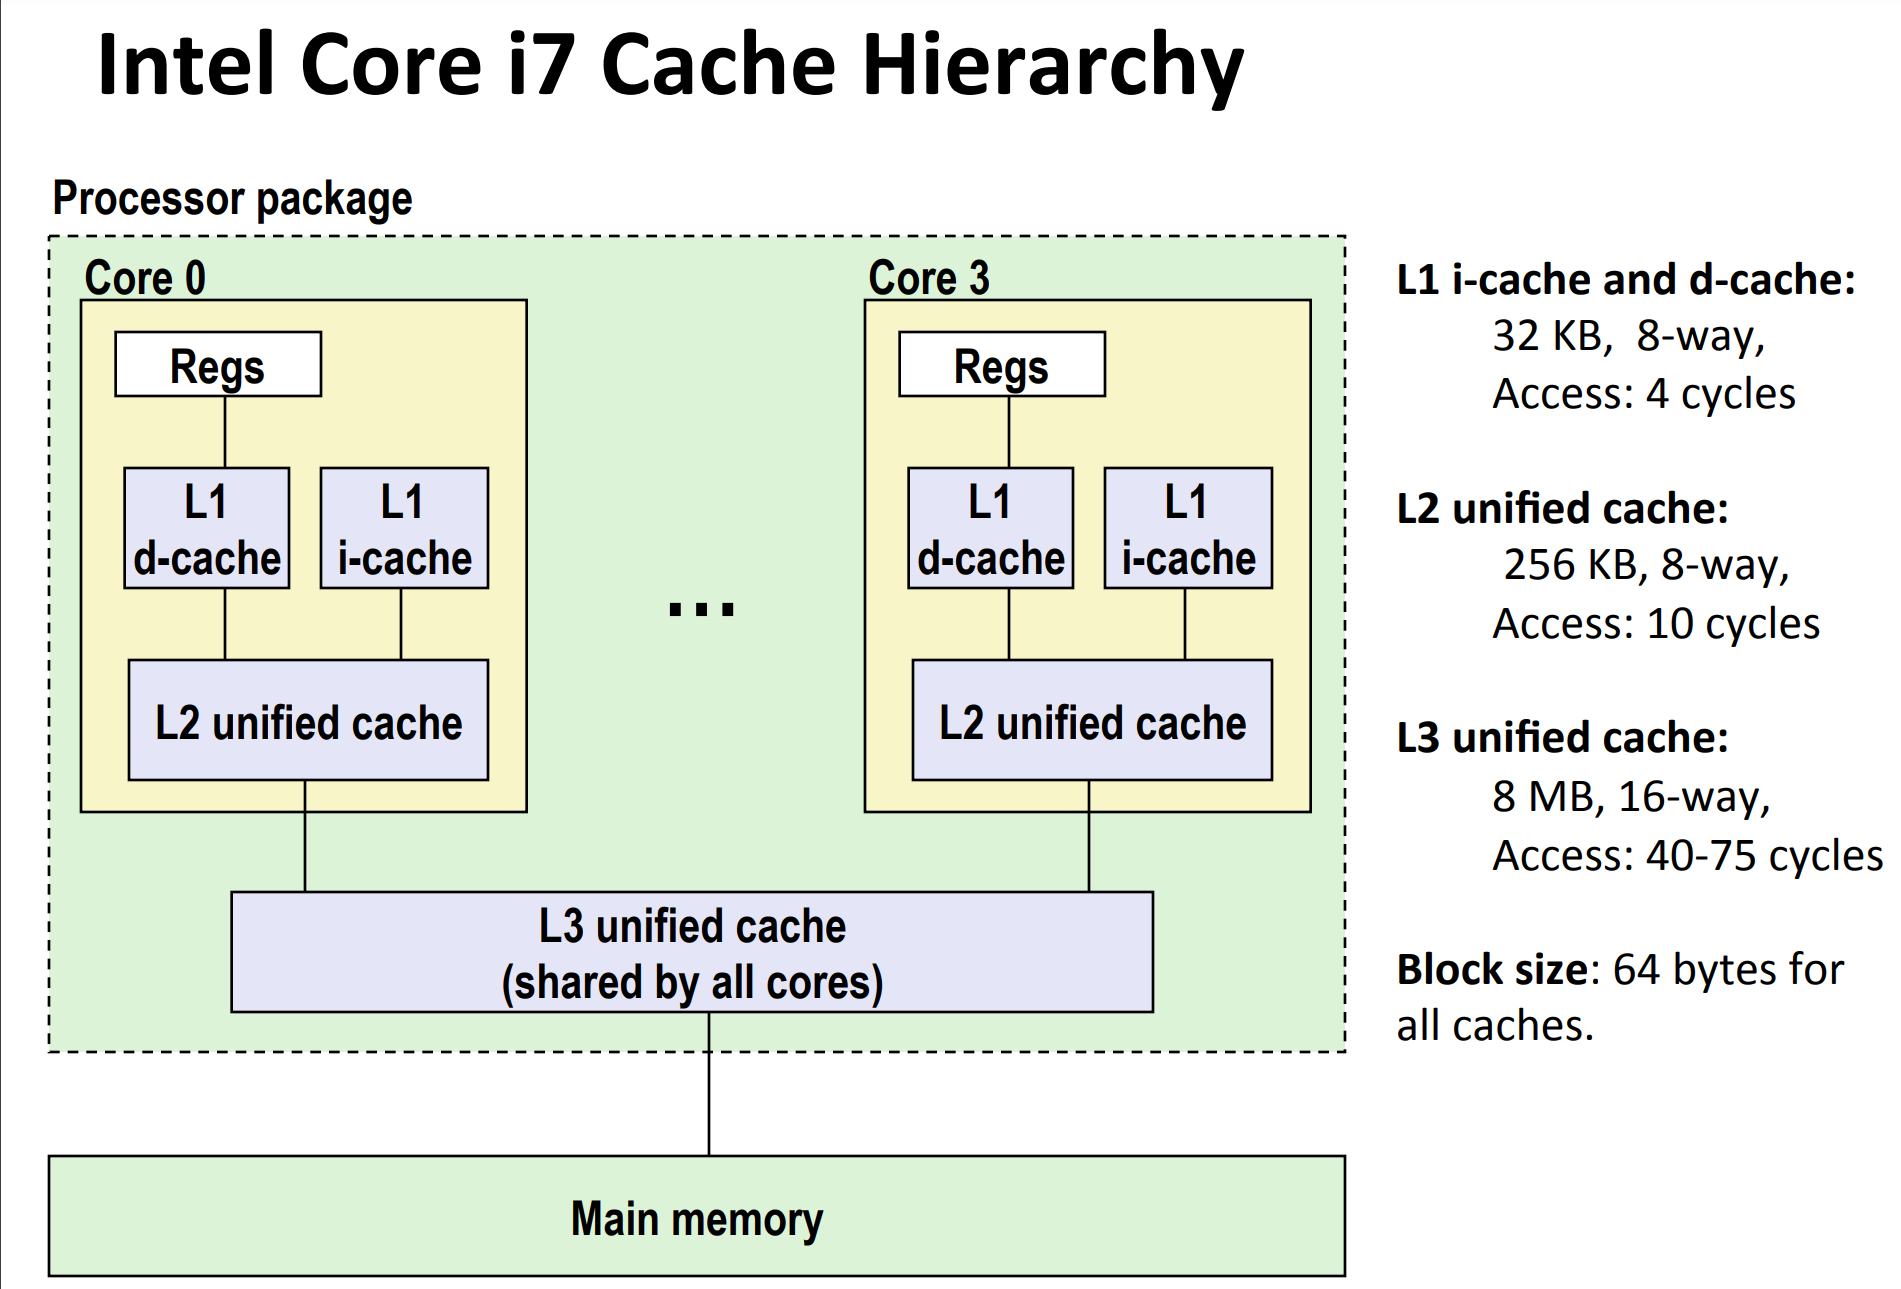 Intel Core i7 Cache Hierarchy
Processor package
Core 0
Regs
L1
d-cache
L1
i-cache
L2 unified cache
...
Core 3
Regs
L1
d-cache
L1
i-cache
L2 unified cache
L3 unified cache
(shared by all cores)
Main memory
L1 i-cache and d-cache:
32 KB,  8-way,
Access: 4 cycles
L2 unified cache:
256 KB, 8-way,
Access: 10 cycles
L3 unified cache:
8 MB, 16-way,
Access: 40-75 cycles
Block size: 64 bytes for
all caches.